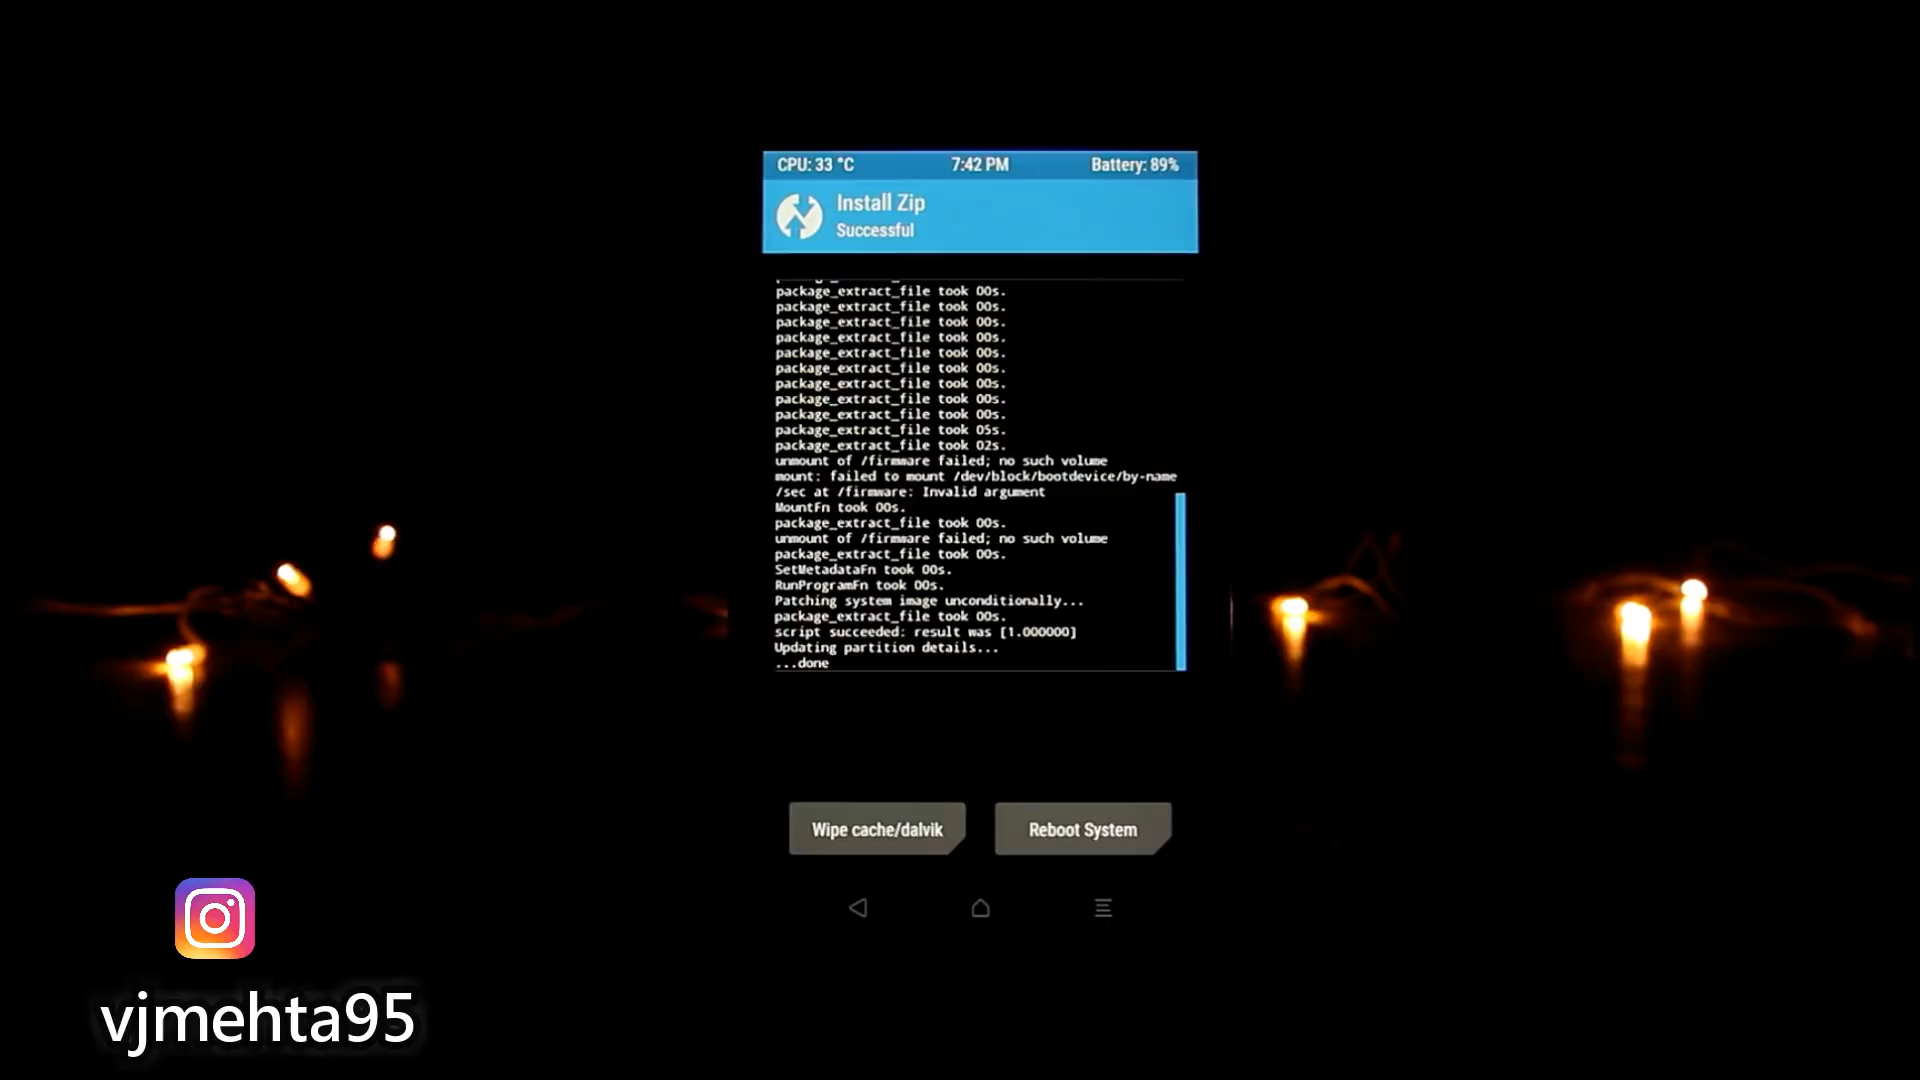 CPU: 33 °C 7:42 PM Battery: 89%
Install Zip
Successful
package_extract_file took 00s.
package_extract_file took 00s.
package_extract_file took 00s.
package_extract_file took 00s.
package_extract_file took 00s.
package_extract_file took 00s.
package_extract_file took 00s.
package_extract_file took 00s.
package_extract_file took 00s.
package_extract_file took 05s.
package_extract_file took 02s.
unmount of /firmware failed; no such volume
mount: failed to mount /dev/block/bootdevice/by-name
/sec at /firmware: Invalid argument
MountFn took 00s.
package_extract_file took 00s.
unmount of /firmware failed; no such volume
package_extract_file took 00s.
SetMetadataFn took 00s.
RunProgramFn took 00s.
Patching system image unconditionally...
package_extract_file took 00s.
script succeeded: result was [1.000000]
Updating partition details...
...done
Wipe cache/dalvik Reboot System
vjmehta95